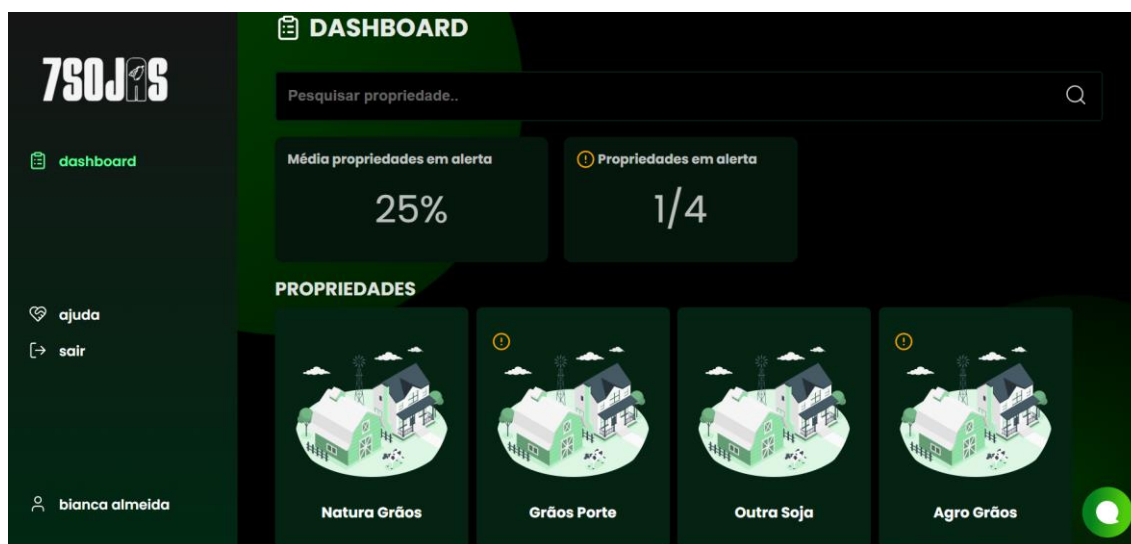 DASHBOARD
7SOJAS
Pesquisar propriedade..
dashboard
Média propriedades em alerta
Propriedades em alerta
25%
1/4
PROPRIEDADES
ajuda
sair
bianca almeida
Natura Grãos
Grãos Porte
Outra Soja
Agro Grãos